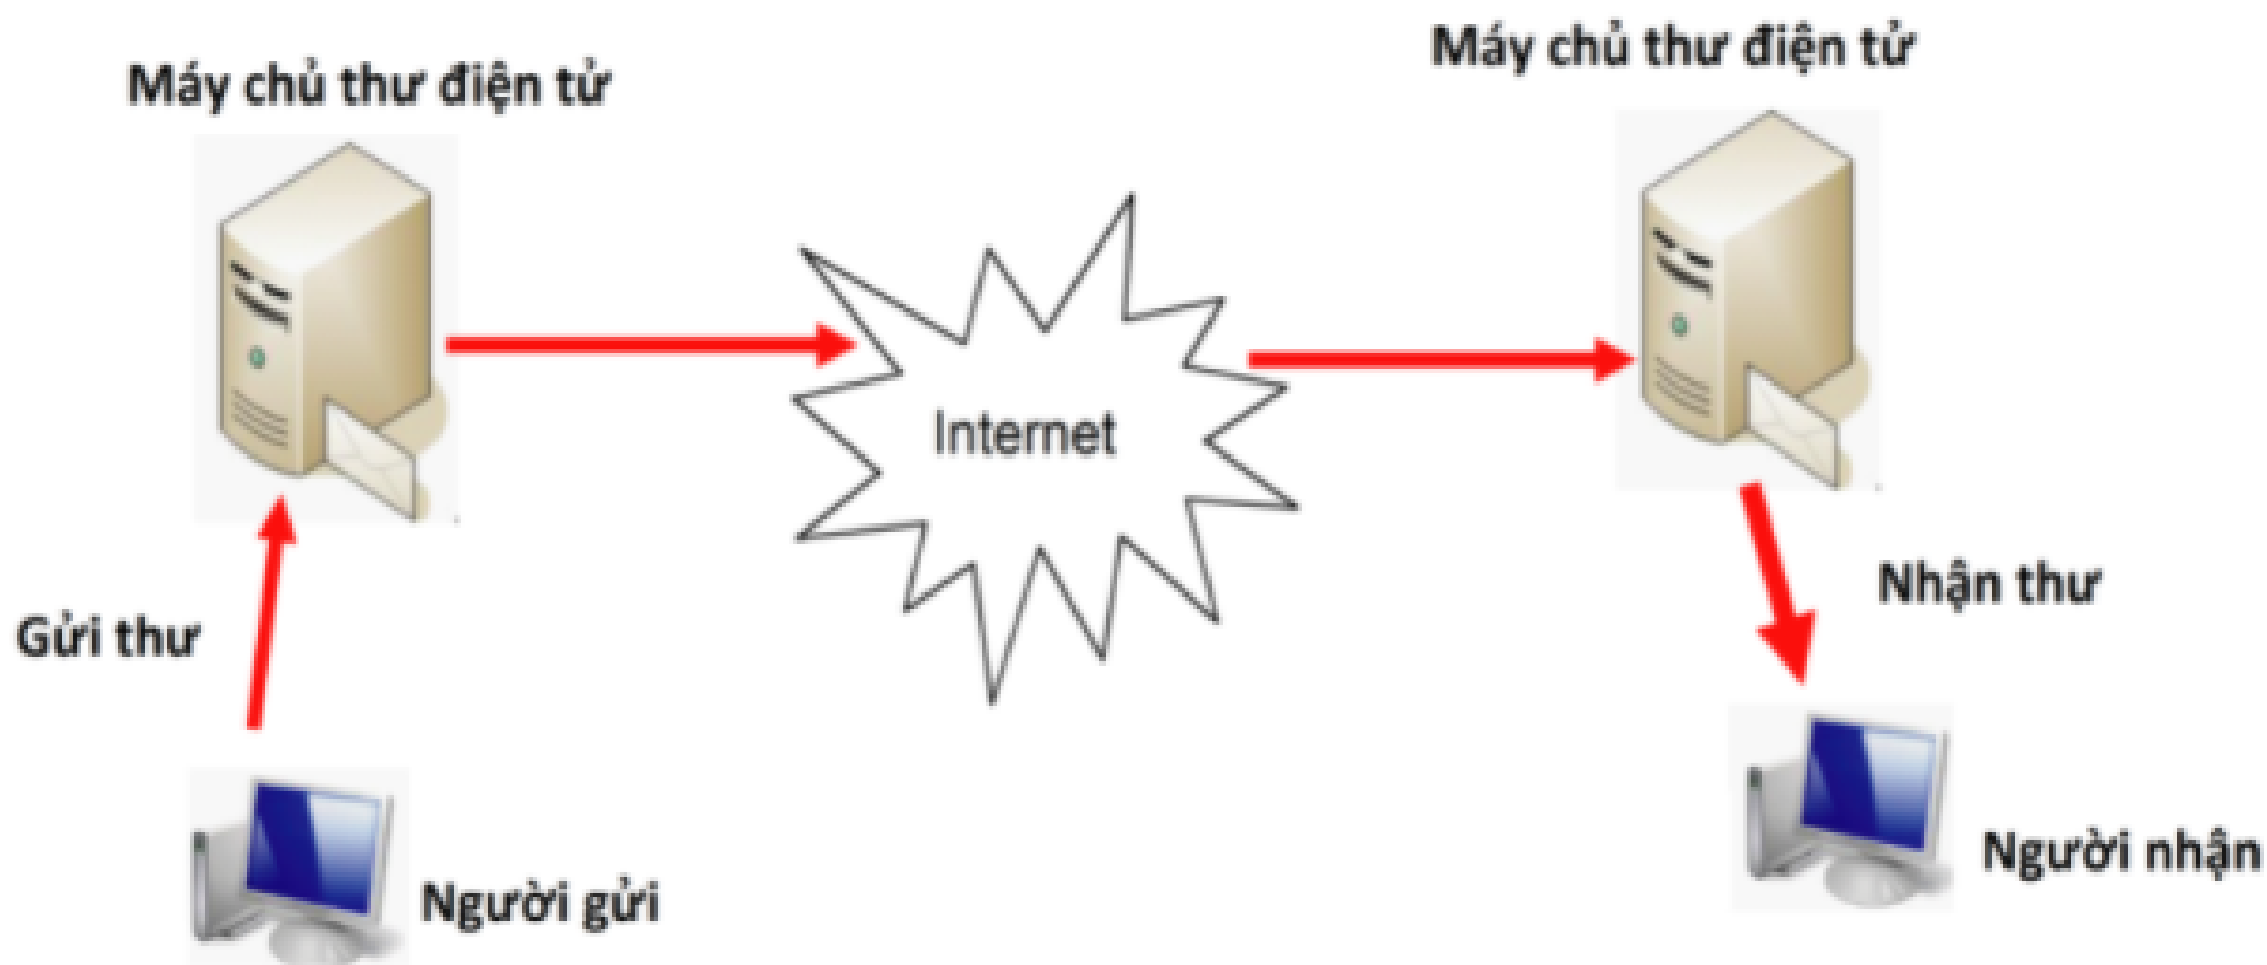 Máy chủ thư điện tử
Máy chủ thư điện tử
Internet
Gửi thư
Nhận thư
Người gửi
Người nhận